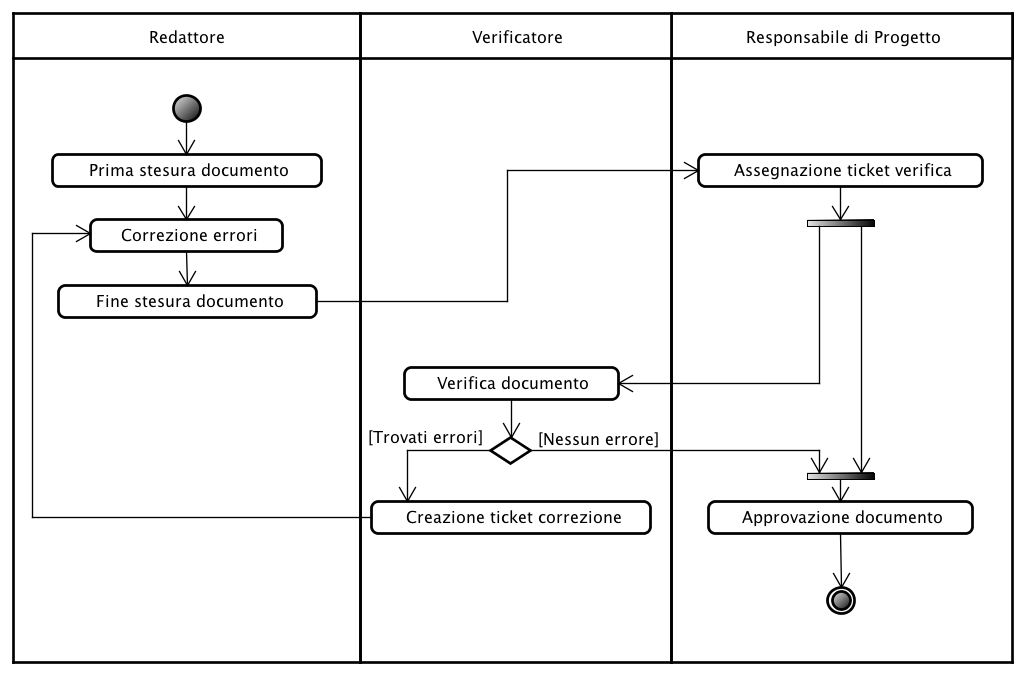 Redattore
Verificatore
Responsabile di Progetto
Prima stesura documento
Assegnazione ticket verifica
Correzione errori
Fine stesura documento
Verifica documento
[Trovati errori]
[Nessun errore]
Creazione ticket correzione
Approvazione documento